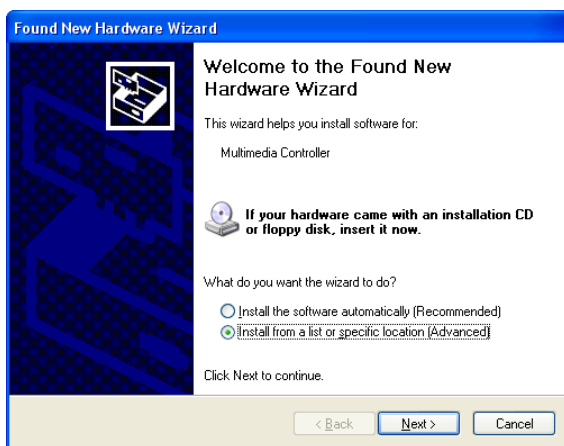 Found New Hardware Wizard
Welcome to the Found New
Hardware Wizard
This wizard helps you install software for:
Multimedia Controller
If your hardware came with an installation CD
or floppy disk, insert it now.
What do you want the wizard to do?
Install the software automatically (Recommended)
Install from a list or specific location (Advanced)
Click Next to continue.
< Back Next > Cancel